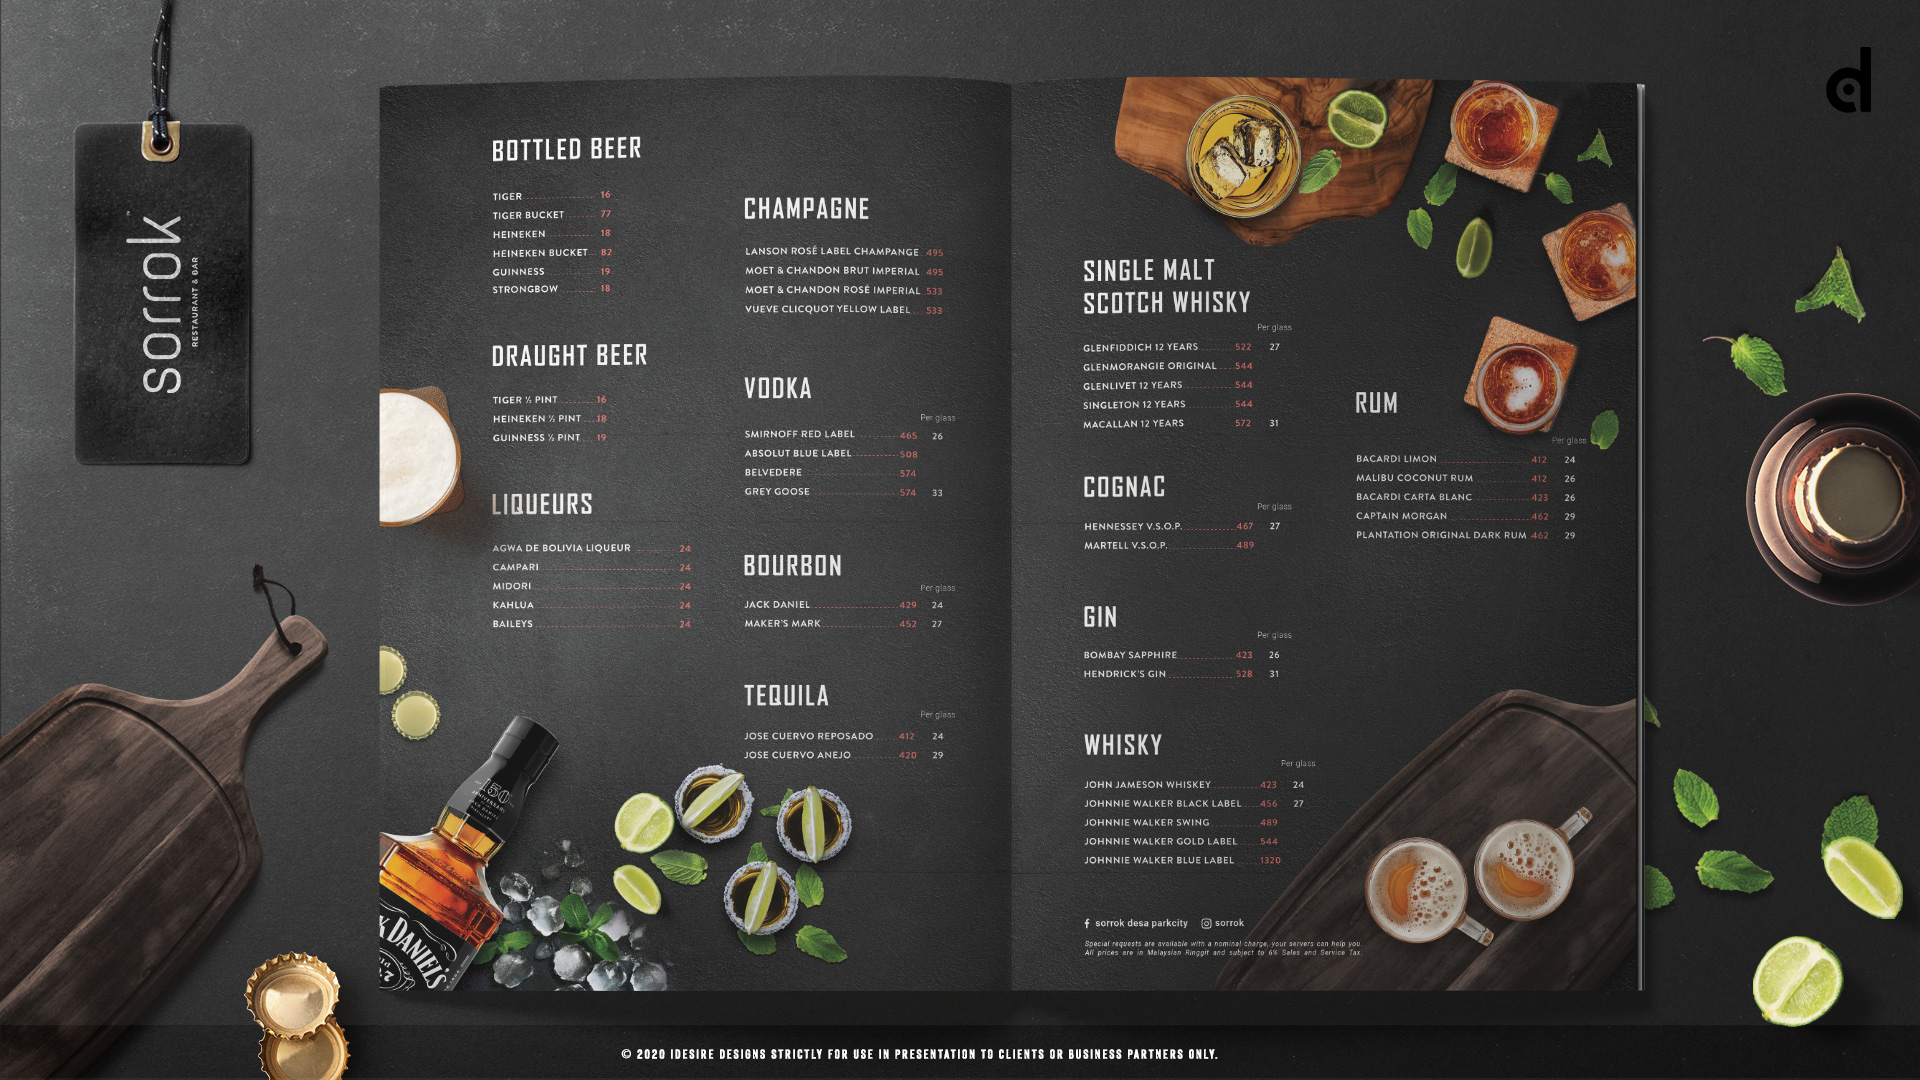 sorrok
RESTAURANT & BAR
BOTTLED BEER
TIGER 16
TIGER BUCKET 77
HEINEKEN 18
HEINEKEN BUCKET 82
GUINNESS 19
STRONGBOW 18
DRAUGHT BEER
TIGER ½ PINT 16
HEINEKEN ½ PINT 18
GUINNESS ½ PINT 19
LIQUEURS
AGWA DE BOLIVIA LIQUEUR 24
CAMPARI 24
MIDORI 24
KAHLUA 24
BAILEYS 24
CHAMPAGNE
LANSON ROSÉ LABEL CHAMPANGE 495
MOET & CHANDON BRUT IMPERIAL 495
MOET & CHANDON ROSÉ IMPERIAL 533
VUEVE CLICQUOT YELLOW LABEL 533
VODKA
Per glass
SMIRNOFF RED LABEL 465 26
ABSOLUT BLUE LABEL 508
BELVEDERE 574
GREY GOOSE 574 33
BOURBON
Per glass
JACK DANIEL 429 24
MAKER'S MARK 452 27
TEQUILA
Per glass
JOSE CUERVO REPOSADO 412 24
JOSE CUERVO ANEJO 420 29
150
ANNIVERSARY
K DANIEL'S
SINGLE MALT
SCOTCH WHISKY
Per glass
GLENFIDDICH 12 YEARS 522 27
GLENMORANGIE ORIGINAL 544
GLENLIVET 12 YEARS 544
SINGLETON 12 YEARS 544
MACALLAN 12 YEARS 572 31
COGNAC
Per glass
HENNESSEY V.S.O.P. 467 27
MARTELL V.S.O.P. 489
GIN
Per glass
BOMBAY SAPPHIRE 423 26
HENDRICK'S GIN 528 31
WHISKY
Per glass
JOHN JAMESON WHISKEY 423 24
JOHNNIE WALKER BLACK LABEL 456 27
JOHNNIE WALKER SWING 489
JOHNNIE WALKER GOLD LABEL 544
JOHNNIE WALKER BLUE LABEL 1320
RUM
Per glass
BACARDI LIMON 412 24
MALIBU COCONUT RUM 412 26
BACARDI CARTA BLANC 423 26
CAPTAIN MORGAN 462 29
PLANTATION ORIGINAL DARK RUM 462 29
sorrok desa parkcity sorrok
Special requests are available with a nominal charge, your servers can help you.
All prices are in Malaysian Ringgit and subject to 6% Sales and Service Tax.
© 2020 IDESIRE DESIGNS STRICTLY FOR USE IN PRESENTATION TO CLIENTS OR BUSINESS PARTNERS ONLY.